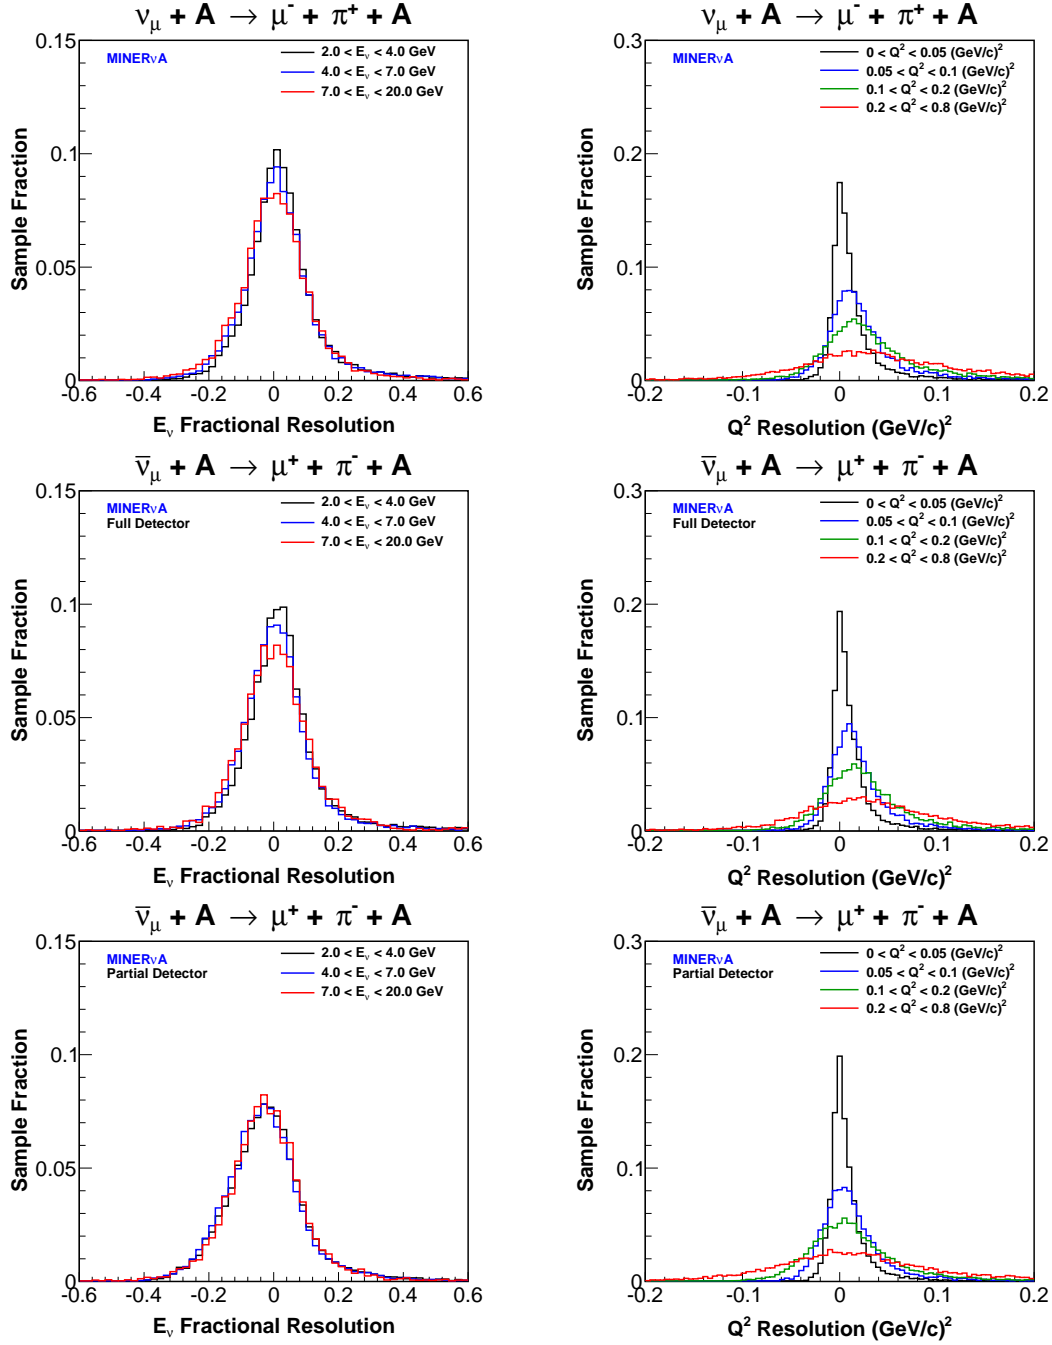 νμ + A → μ⁻ + π⁺ + A
0.15
MINERνA
2.0 < Eν < 4.0 GeV
4.0 < Eν < 7.0 GeV
7.0 < Eν < 20.0 GeV
Sample Fraction
0.1
0.05
0
-0.6 -0.4 -0.2 0 0.2 0.4 0.6
Eν Fractional Resolution
νμ + A → μ⁻ + π⁺ + A
0.3
MINERνA
0 < Q² < 0.05 (GeV/c)²
0.05 < Q² < 0.1 (GeV/c)²
0.1 < Q² < 0.2 (GeV/c)²
0.2 < Q² < 0.8 (GeV/c)²
Sample Fraction
0.2
0.1
0
-0.2 -0.1 0 0.1 0.2
Q² Resolution (GeV/c)²
ν̅μ + A → μ⁺ + π⁻ + A
0.15
MINERνA
Full Detector
2.0 < Eν < 4.0 GeV
4.0 < Eν < 7.0 GeV
7.0 < Eν < 20.0 GeV
Sample Fraction
0.1
0.05
0
-0.6 -0.4 -0.2 0 0.2 0.4 0.6
Eν Fractional Resolution
ν̅μ + A → μ⁺ + π⁻ + A
0.3
MINERνA
Full Detector
0 < Q² < 0.05 (GeV/c)²
0.05 < Q² < 0.1 (GeV/c)²
0.1 < Q² < 0.2 (GeV/c)²
0.2 < Q² < 0.8 (GeV/c)²
Sample Fraction
0.2
0.1
0
-0.2 -0.1 0 0.1 0.2
Q² Resolution (GeV/c)²
ν̅μ + A → μ⁺ + π⁻ + A
0.15
MINERνA
Partial Detector
2.0 < Eν < 4.0 GeV
4.0 < Eν < 7.0 GeV
7.0 < Eν < 20.0 GeV
Sample Fraction
0.1
0.05
0
-0.6 -0.4 -0.2 0 0.2 0.4 0.6
Eν Fractional Resolution
ν̅μ + A → μ⁺ + π⁻ + A
0.3
MINERνA
Partial Detector
0 < Q² < 0.05 (GeV/c)²
0.05 < Q² < 0.1 (GeV/c)²
0.1 < Q² < 0.2 (GeV/c)²
0.2 < Q² < 0.8 (GeV/c)²
Sample Fraction
0.2
0.1
0
-0.2 -0.1 0 0.1 0.2
Q² Resolution (GeV/c)²